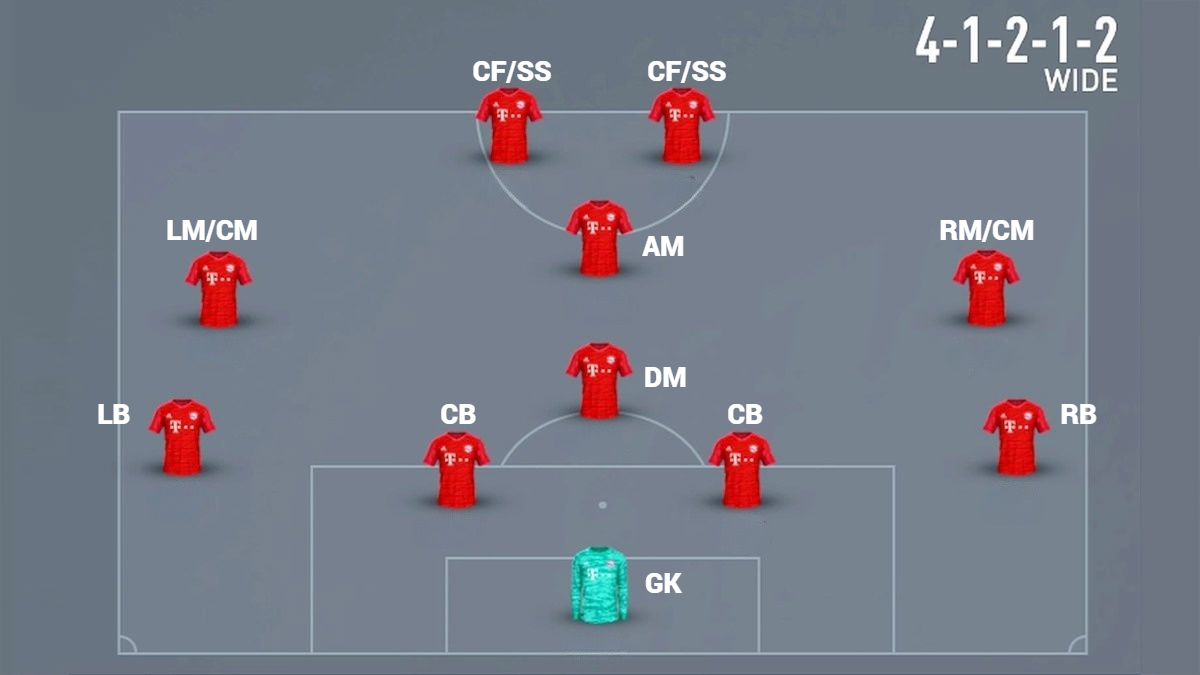 4-1-2-1-2
WIDE
CF/SS
CF/SS
LM/CM
AM
RM/CM
DM
LB
CB
CB
RB
GK